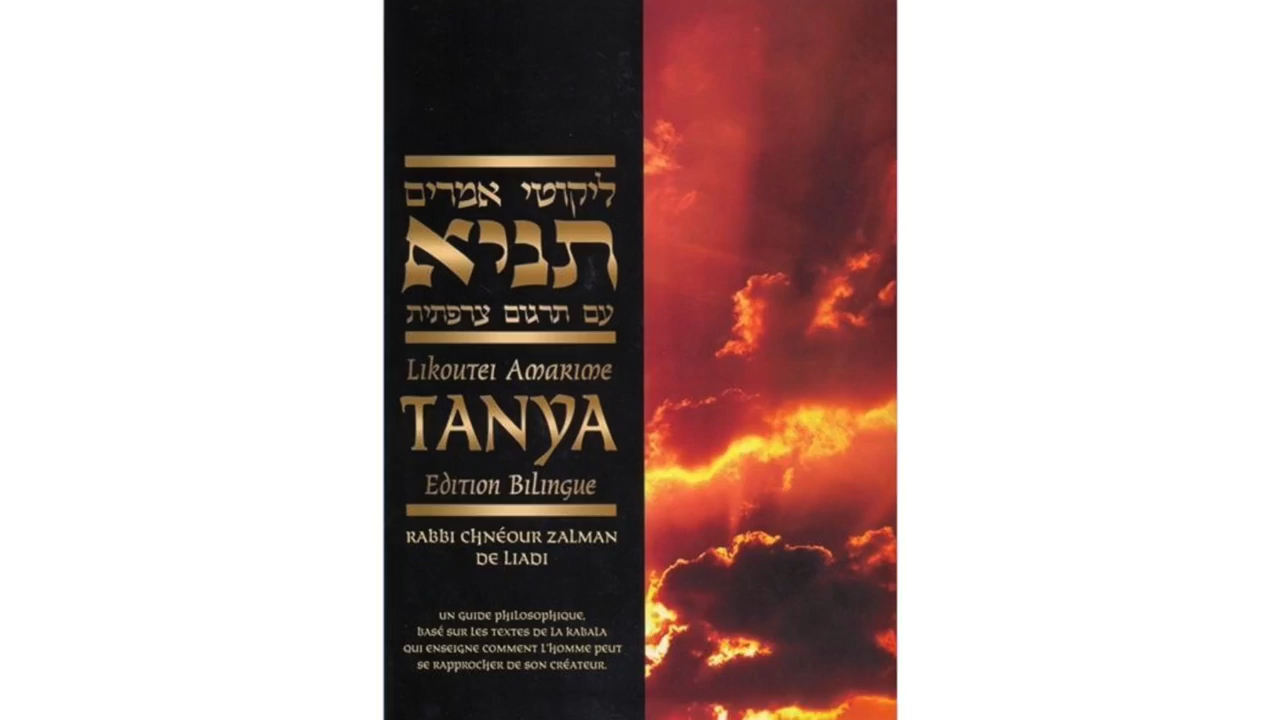 ליקוטי אמרים
תניא
עם תרגום צרפתית
Likoutei Amarime
TANYA
Edition Bilingue
RABBI CHNÉOUR ZALMAN
DE LIADI
UN GUIDE PHILOSOPHIQUE,
BASÉ SUR LES TEXTES DE LA KABALA
QUI ENSEIGNE COMMENT L'HOMME PEUT
SE RAPPROCHER DE SON CRÉATEUR.